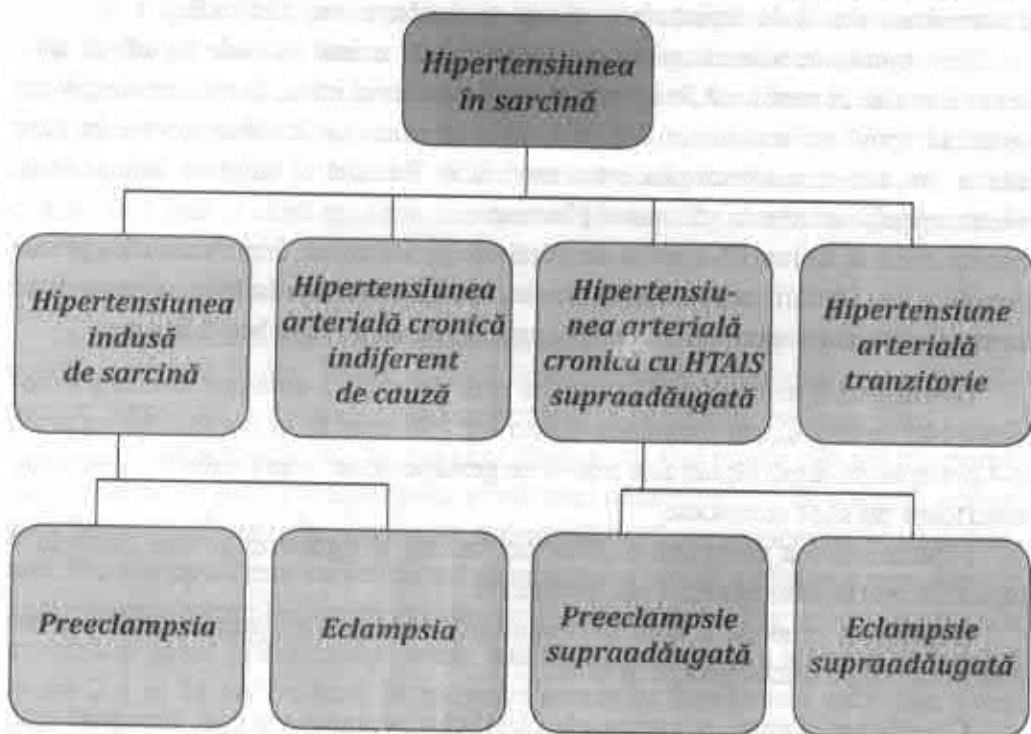 Hipertensiunea
în sarcină
Hipertensiunea
indusă
de sarcină
Hipertensiunea
arterială cronică
indiferent
de cauză
Hipertensiu-
nea arterială
cronică cu HTAIS
supraadăugată
Hipertensiune
arterială
tranzitorie
Preeclampsia
Eclampsia
Preeclampsie
supraadăugată
Eclampsie
supraadăugată